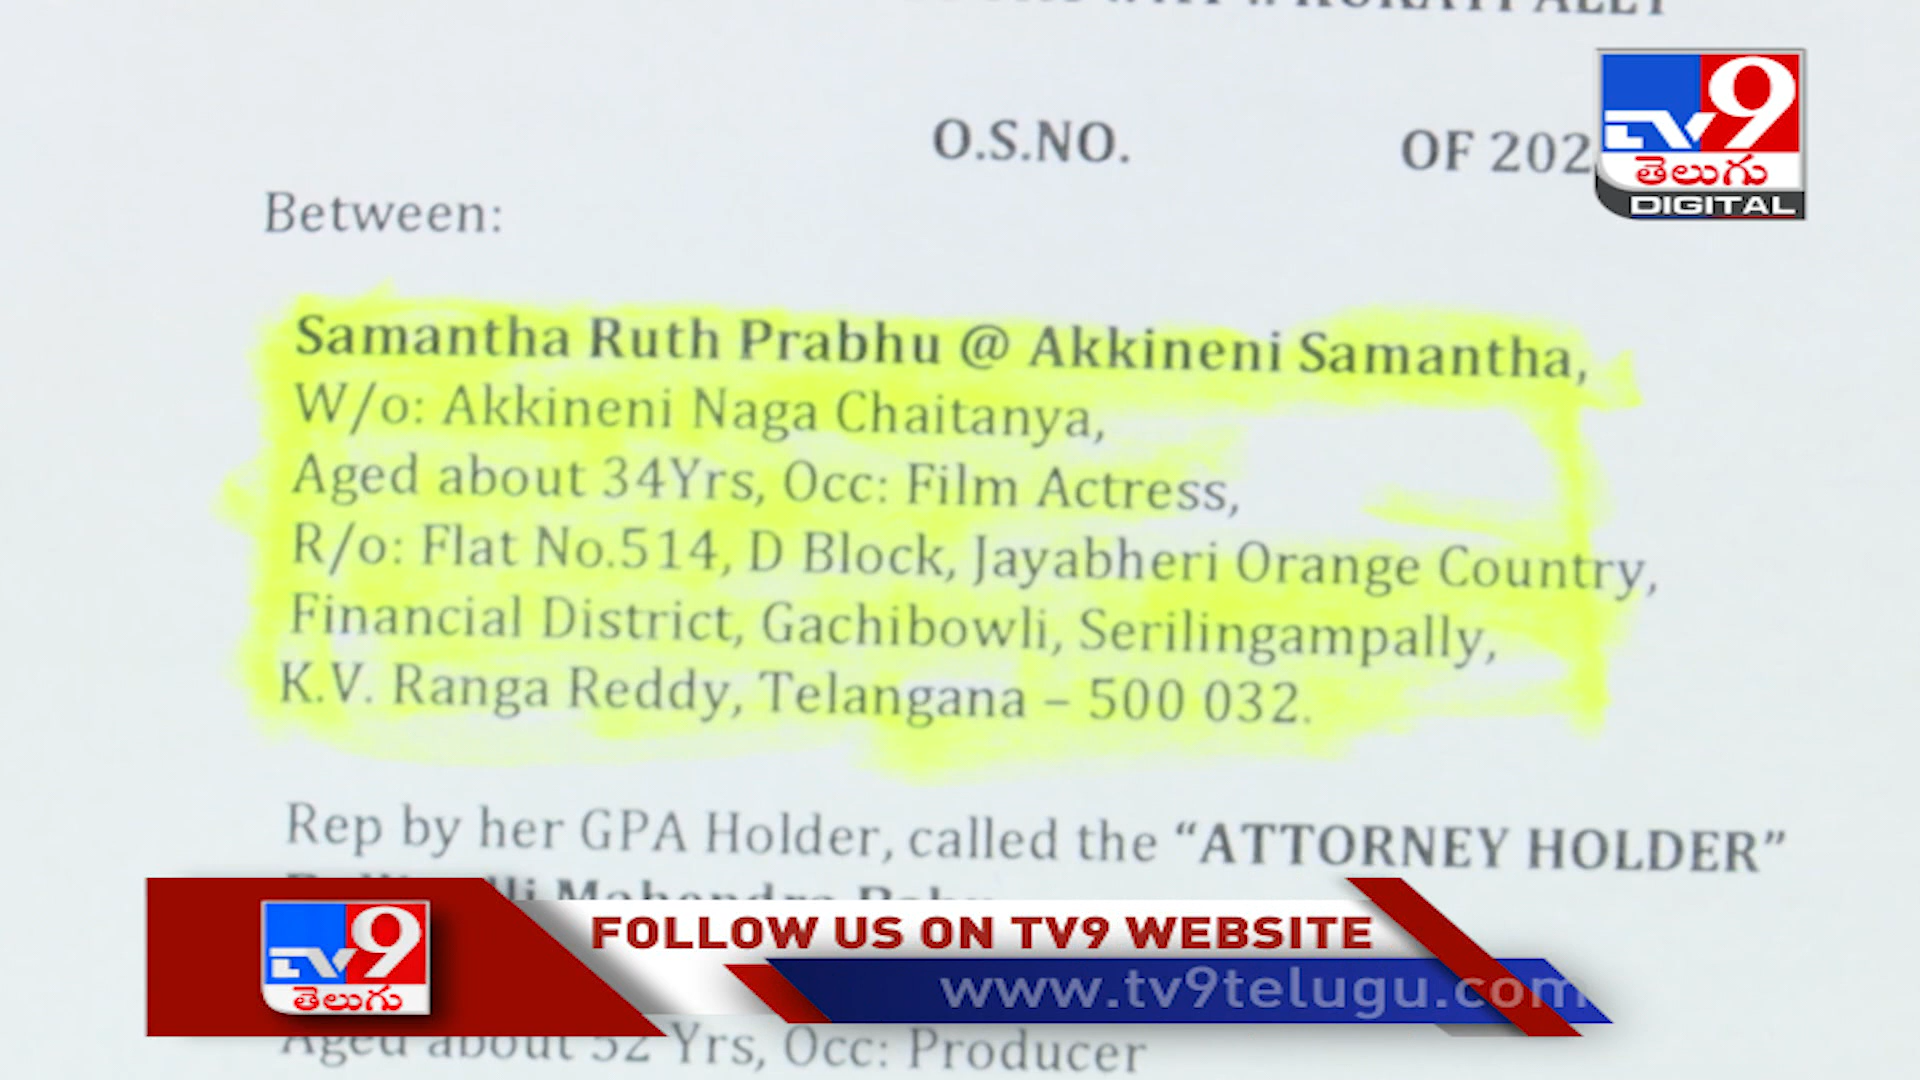 O.S.NO. OF 202
TV9
తెలుగు
DIGITAL
Between:
Samantha Ruth Prabhu @ Akkineni Samantha,
W/o: Akkineni Naga Chaitanya,
Aged about 34Yrs, Occ: Film Actress,
R/o: Flat No.514, D Block, Jayabheri Orange Country,
Financial District, Gachibowli, Serilingampally,
K.V. Ranga Reddy, Telangana – 500 032.
Rep by her GPA Holder, called the “ATTORNEY HOLDER”
TV9
తెలుగు
FOLLOW US ON TV9 WEBSITE
www.tv9telugu.com
Aged about 52 Yrs, Occ: Producer